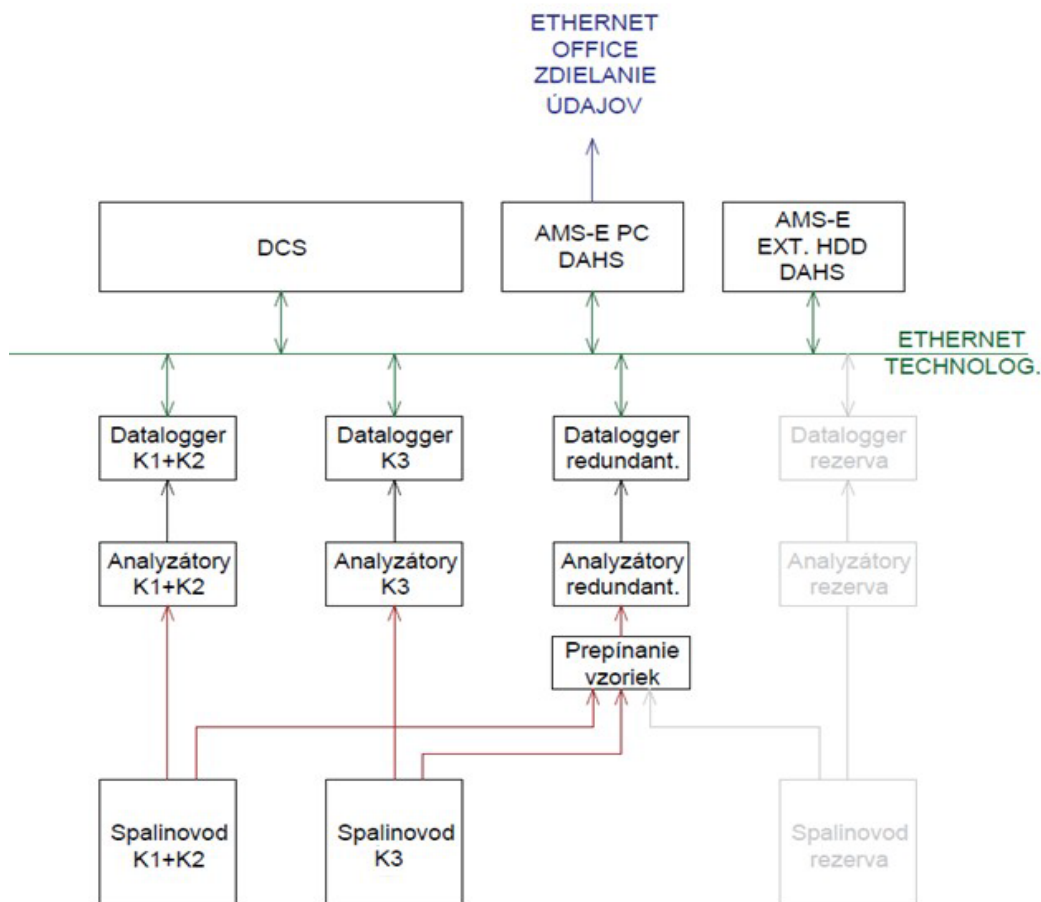 ETHERNET
OFFICE
ZDIELANIE
ÚDAJOV
DCS
AMS-E PC
DAHS
AMS-E
EXT. HDD
DAHS
ETHERNET
TECHNOLOG.
Datalogger
K1+K2
Datalogger
K3
Datalogger
redundant.
Datalogger
rezerva
Analyzátory
K1+K2
Analyzátory
K3
Analyzátory
redundant.
Analyzátory
rezerva
Prepínanie
vzoriek
Spalinovod
K1+K2
Spalinovod
K3
Spalinovod
rezerva